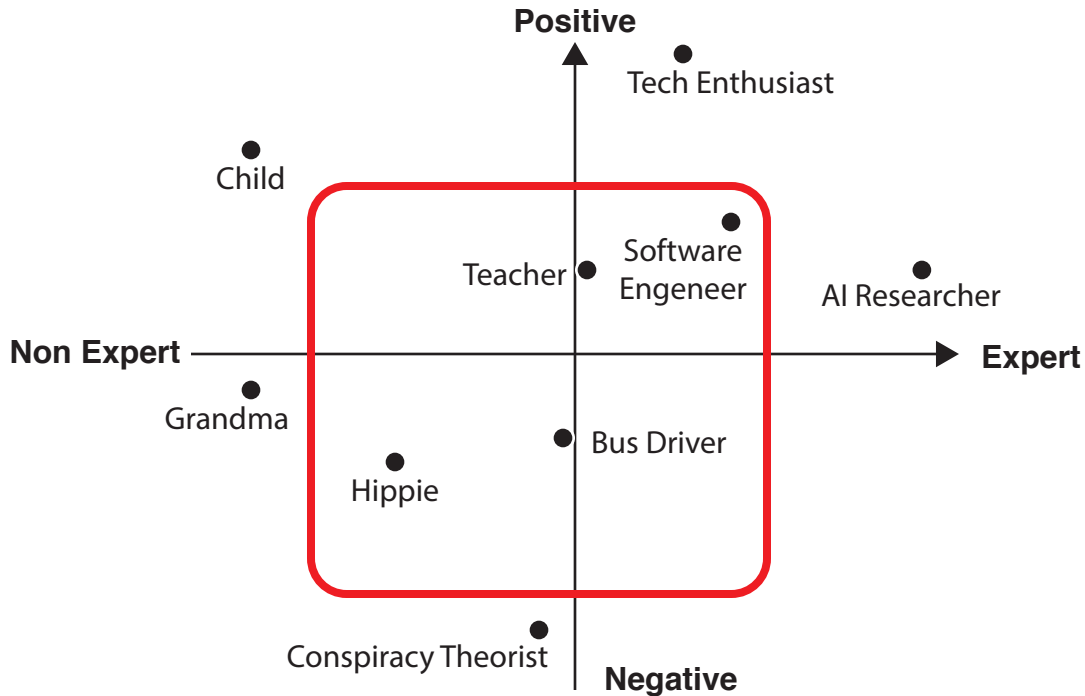 Positive
Tech Enthusiast
Child
Software
Engeneer
Teacher
AI Researcher
Non Expert
Expert
Grandma
Bus Driver
Hippie
Conspiracy Theorist
Negative